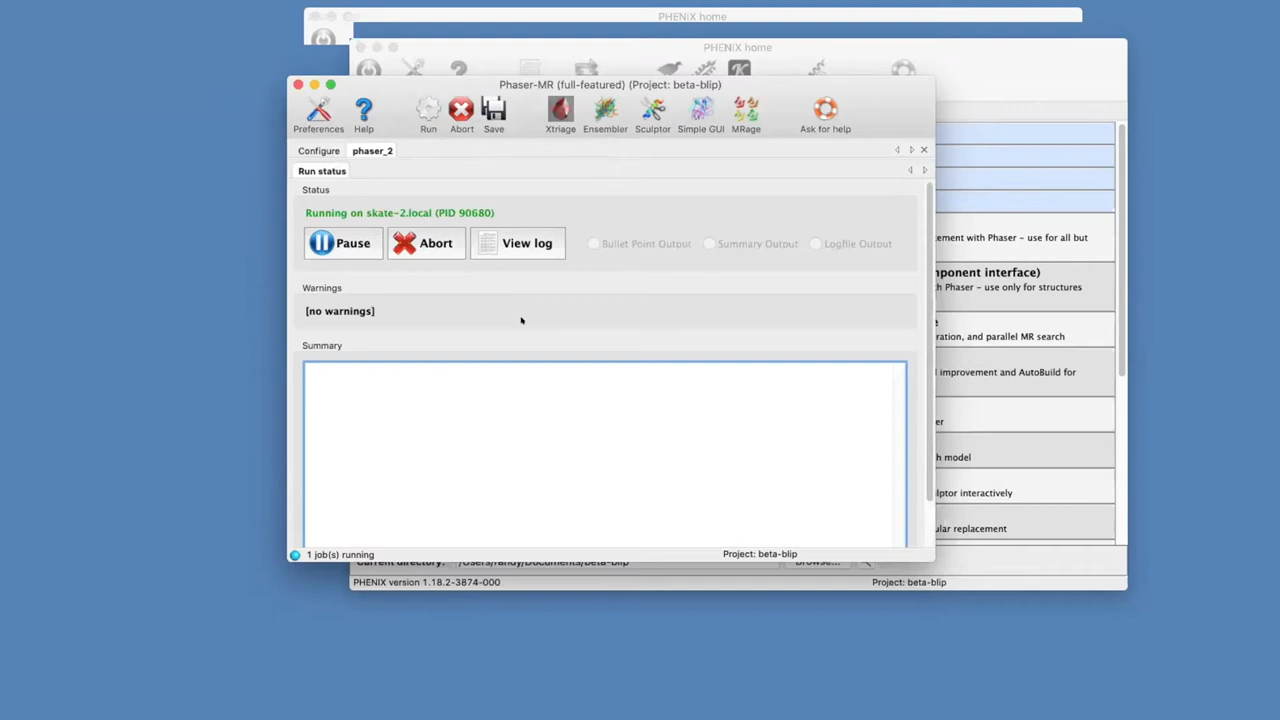 PHENIX home
PHENIX home
Phaser-MR (full-featured) (Project: beta-blip)
Preferences Help Run Abort Save Xtriage Ensembler Sculptor Simple GUI MRage Ask for help
Configure phaser_2
Run status
Status
Running on skate-2.local (PID 90680)
Pause Abort View log Bullet Point Output Summary Output Logfile Output
ement with Phaser - use for all but
nponent interface)
h Phaser - use only for structures
Warnings
[no warnings]
ration, and parallel MR search
Summary
l improvement and AutoBuild for
er
h model
lptor interactively
ular replacement
1 job(s) running Project: beta-blip
Current directory: /Users/randy/Documents/beta-blip Browse...
PHENIX version 1.18.2-3874-000 Project: beta-blip